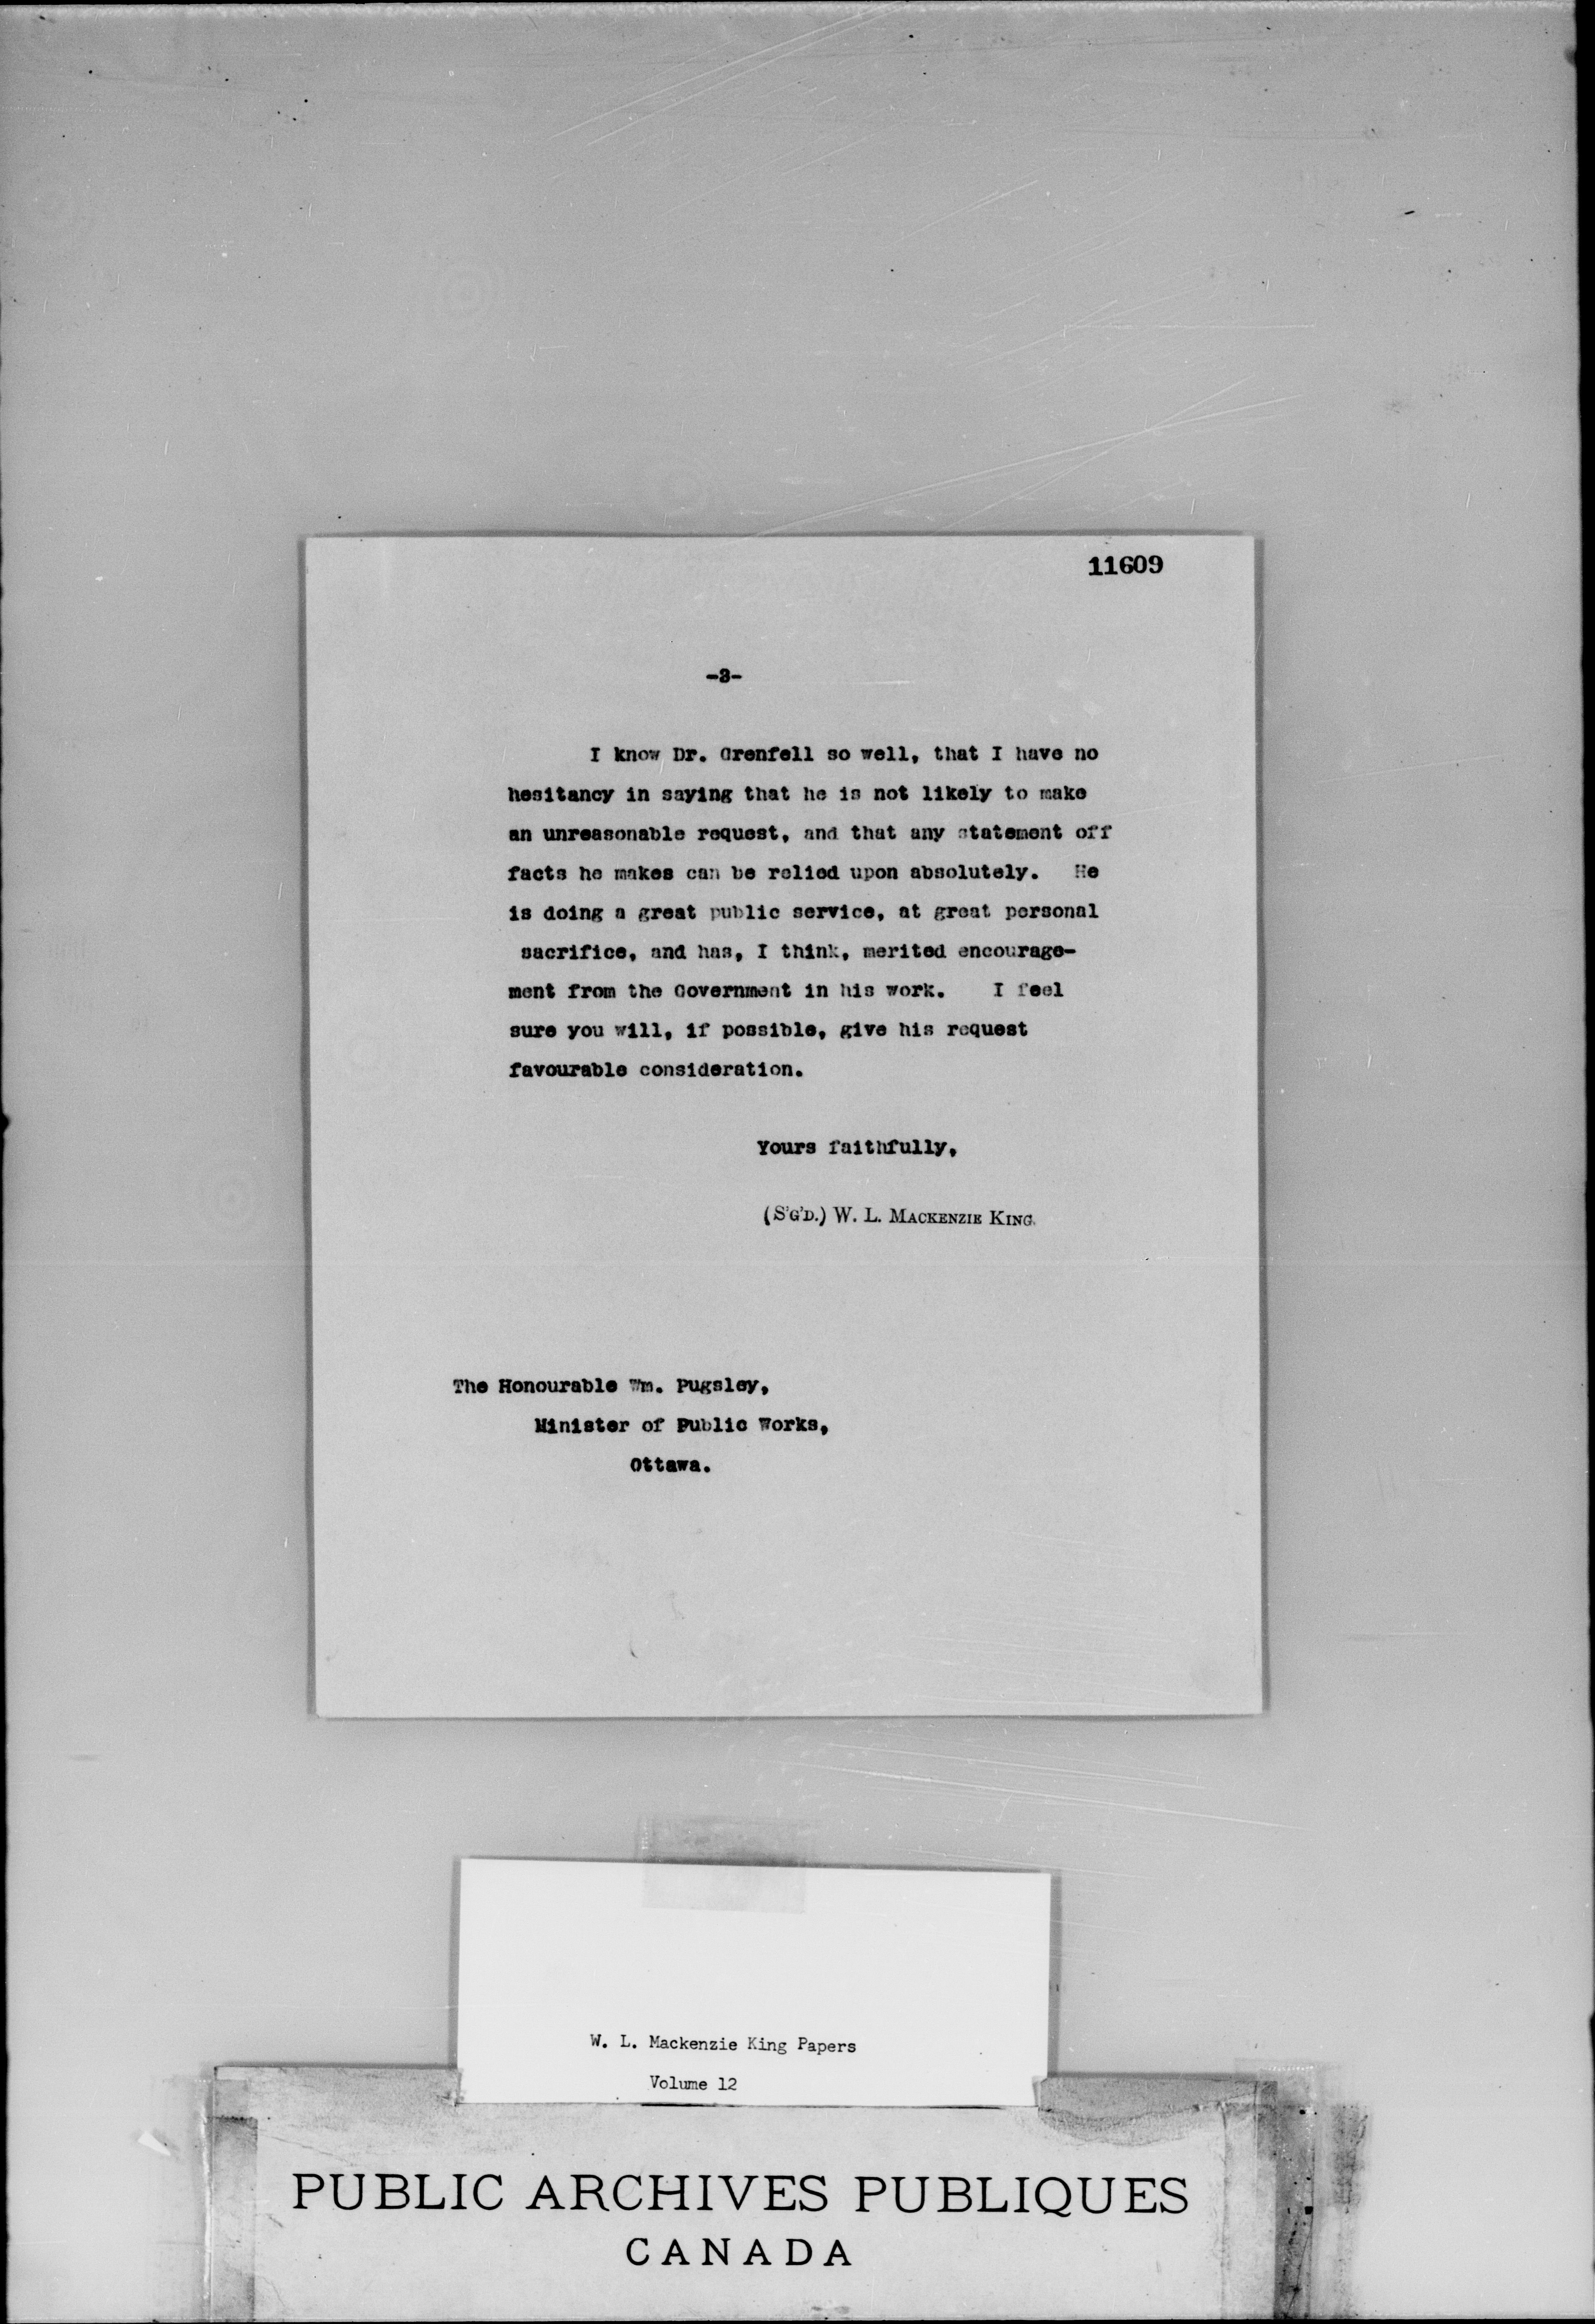 11609
-3-
I know Dr. Grenfell so well, that I have no
hesitancy in saying that he is not likely to make
an unreasonable request, and that any statement off
facts he makes can be relied upon absolutely. He
is doing a great public service, at great personal
sacrifice, and has, I think, merited encourage-
ment from the Government in his work. I feel
sure you will, if possible, give his request
favourable consideration.
Yours faithfully,
(S'G'D.) W. L. MACKENZIE KING.
The Honourable Wm. Pugsley,
Minister of Public Works,
Ottawa.
W. L. Mackenzie King Papers
Volume 12
PUBLIC ARCHIVES PUBLIQUES
CANADA